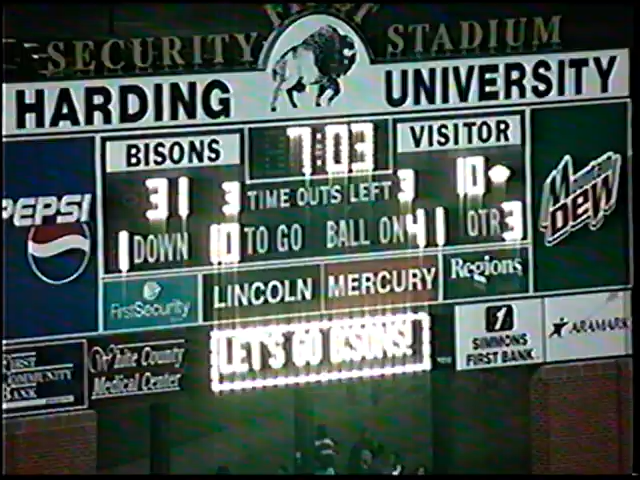 FIRST
SECURITY STADIUM
HARDING UNIVERSITY
BISONS 7:03 VISITOR
31 3 TIME OUTS LEFT 3 10
1 DOWN 10 TO GO BALL ON 41 QTR 3
PEPSI
Mountain Dew
FirstSecurity LINCOLN MERCURY Regions
LET'S GO BISONS!
1
SIMMONS FIRST BANK
ARAMARK
FIRST
COMMUNITY
BANK
White County
Medical Center